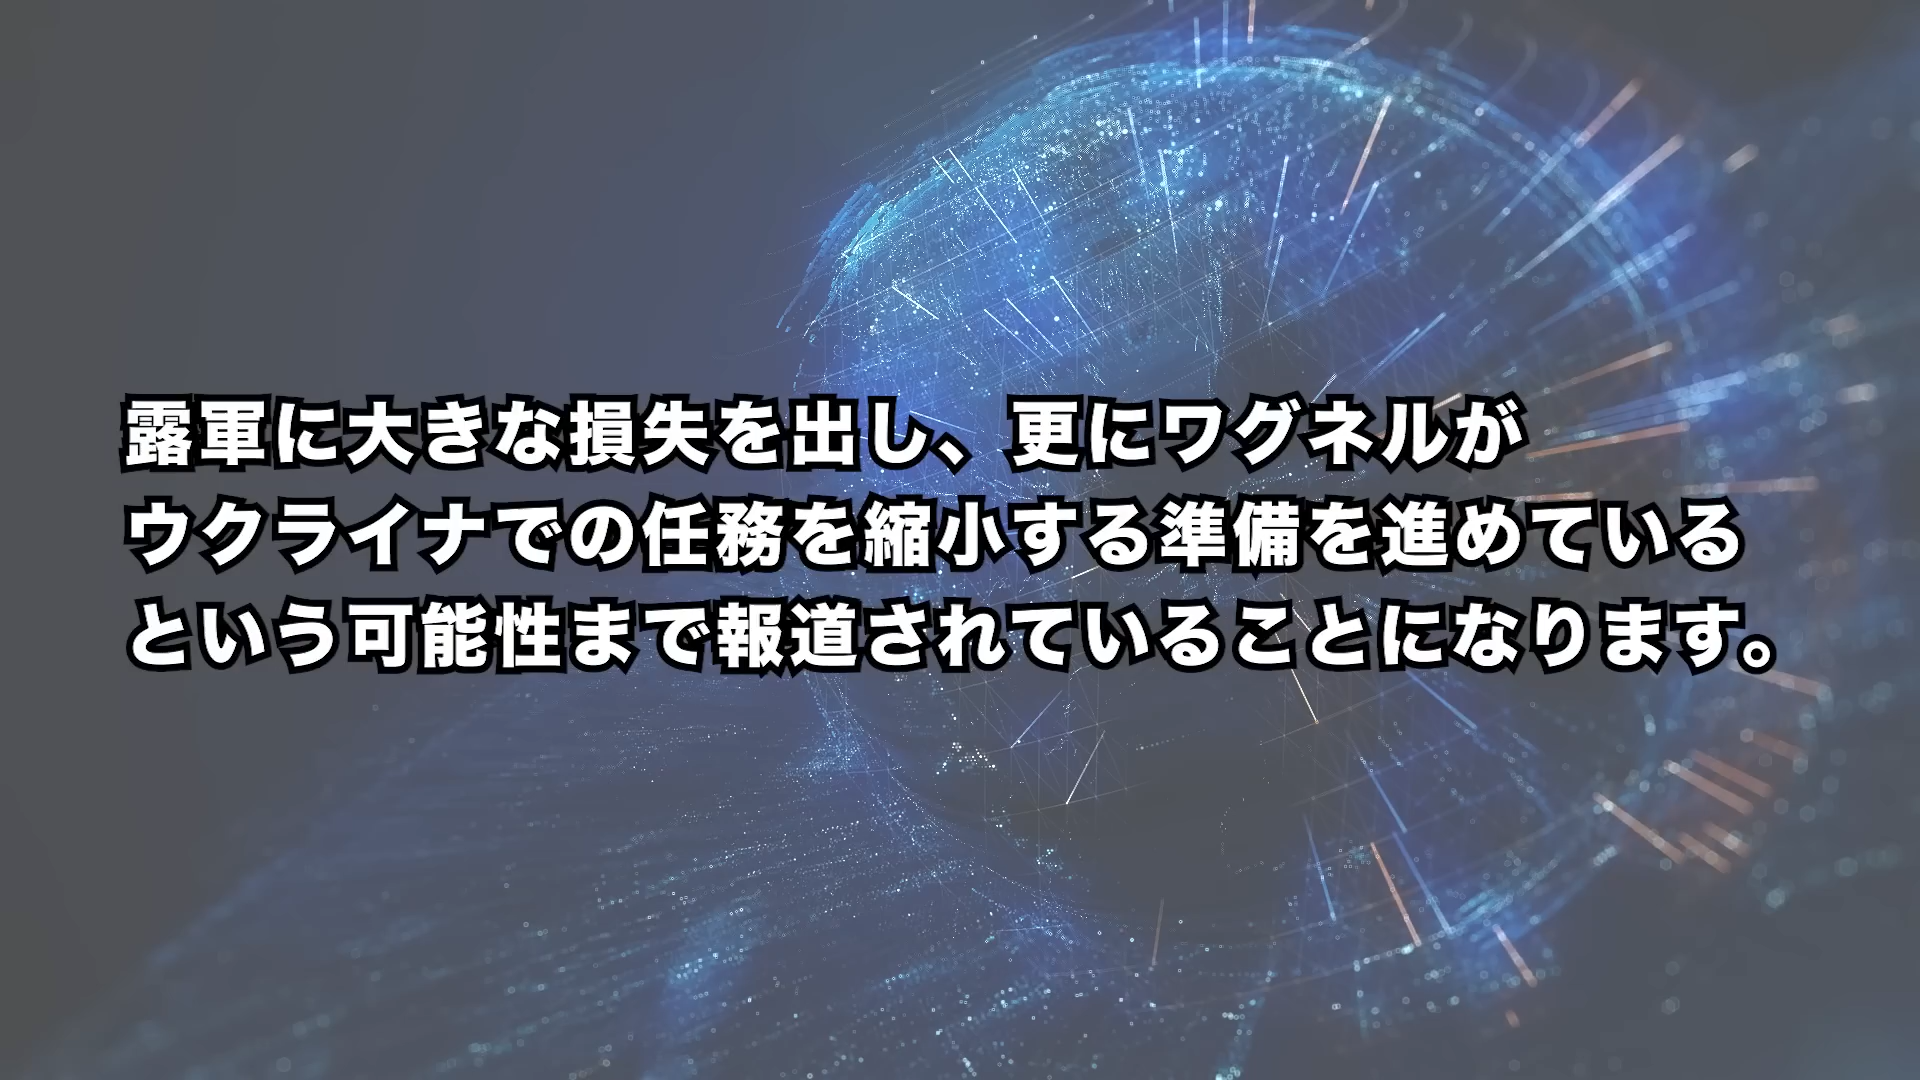 露軍に大きな損失を出し、更にワグネルが
ウクライナでの任務を縮小する準備を進めている
という可能性まで報道されていることになります。